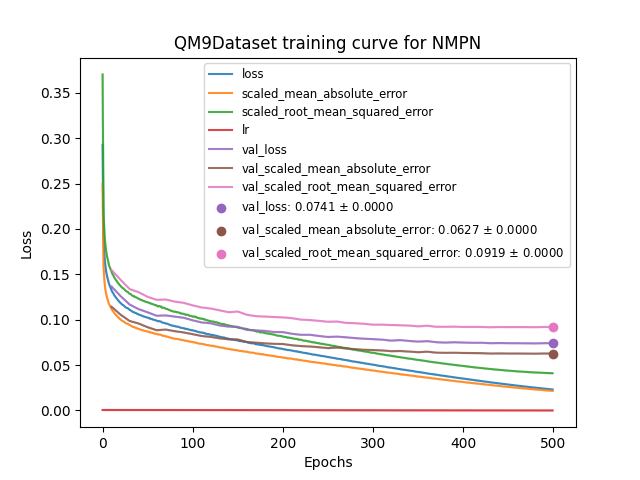 QM9Dataset training curve for NMPN
loss
scaled_mean_absolute_error
scaled_root_mean_squared_error
lr
val_loss
val_scaled_mean_absolute_error
val_scaled_root_mean_squared_error
val_loss: 0.0741 ± 0.0000
val_scaled_mean_absolute_error: 0.0627 ± 0.0000
val_scaled_root_mean_squared_error: 0.0919 ± 0.0000
Loss
0.35
0.30
0.25
0.20
0.15
0.10
0.05
0.00
0 100 200 300 400 500
Epochs